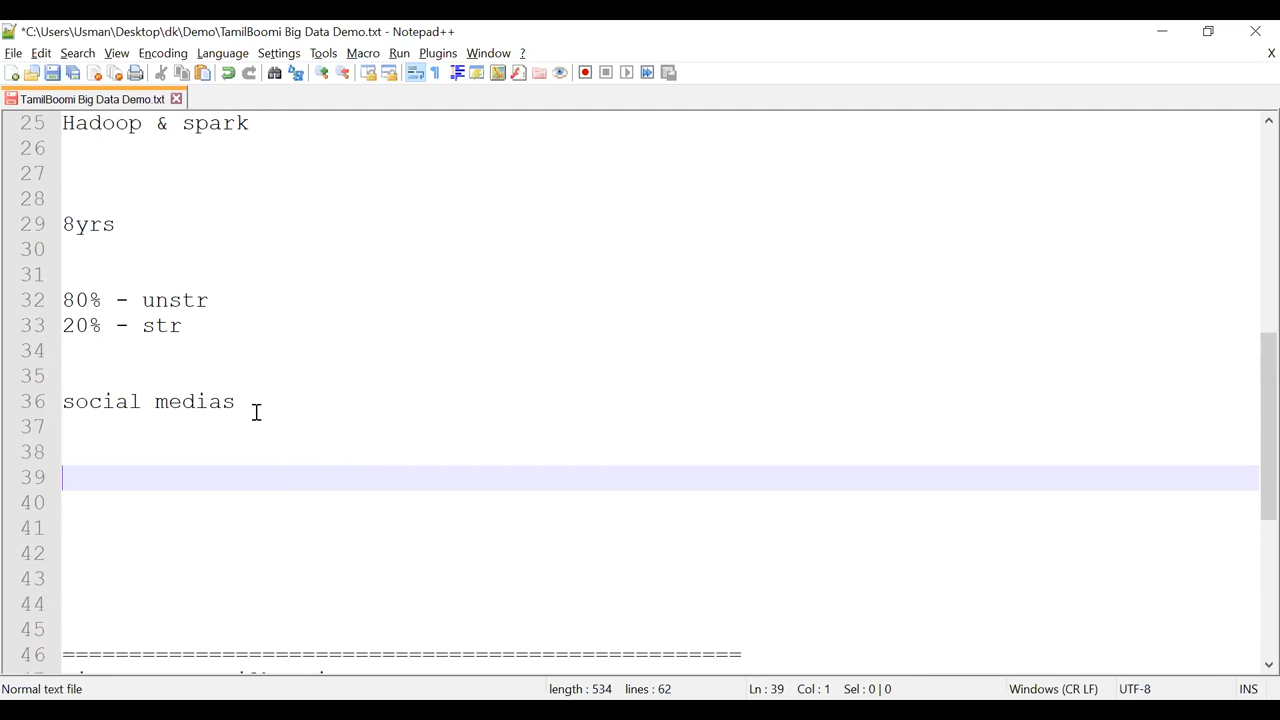 *C:\Users\Usman\Desktop\dk\Demo\TamilBoomi Big Data Demo.txt - Notepad++
File Edit Search View Encoding Language Settings Tools Macro Run Plugins Window ? X
TamilBoomi Big Data Demo.txt
25 Hadoop & spark
26
27
28
29 8yrs
30
31
32 80% - unstr
33 20% - str
34
35
36 social medias
37
38
39
40
41
42
43
44
45
46 ===================================================
Normal text file length : 534 lines : 62 Ln : 39 Col : 1 Sel : 0 | 0 Windows (CR LF) UTF-8 INS